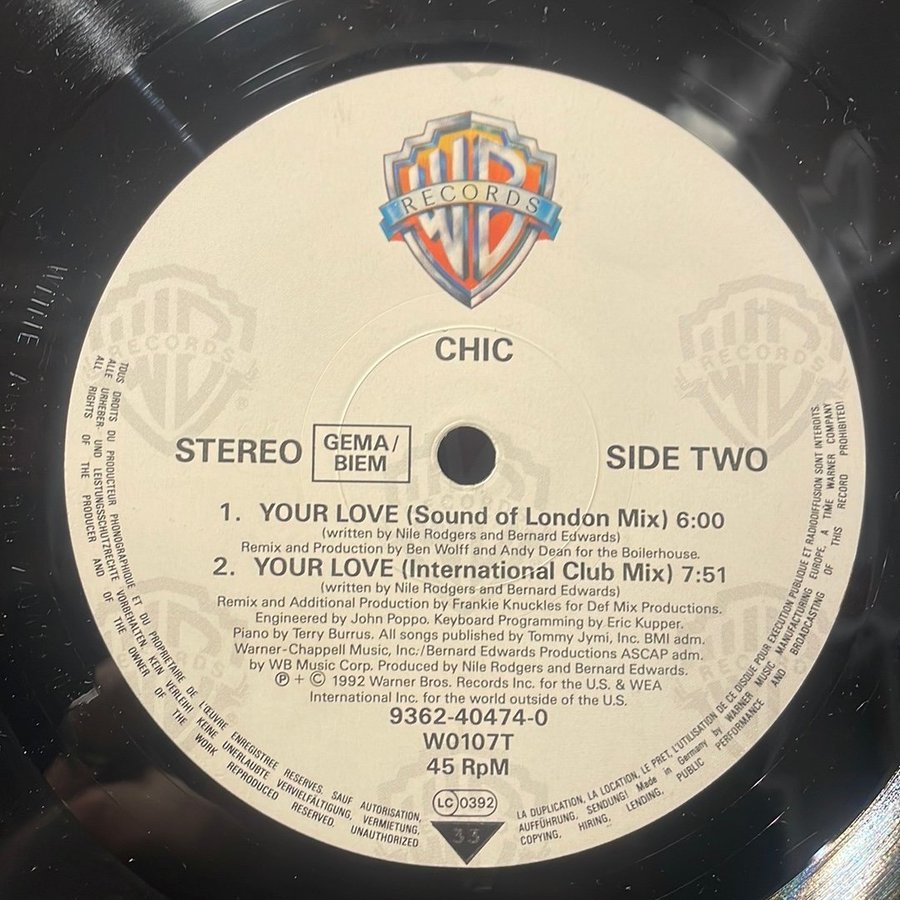 WB
RECORDS
CHIC
STEREO
GEMA/
BIEM
SIDE TWO
1. YOUR LOVE (Sound of London Mix) 6:00
(written by Nile Rodgers and Bernard Edwards)
Remix and Production by Ben Wolff and Andy Dean for the Boilerhouse.
2. YOUR LOVE (International Club Mix) 7:51
(written by Nile Rodgers and Bernard Edwards)
Remix and Additional Production by Frankie Knuckles for Def Mix Productions.
Engineered by John Poppo. Keyboard Programming by Eric Kupper.
Piano by Terry Burrus. All songs published by Tommy Jymi, Inc. BMI adm.
Warner-Chappell Music, Inc./Bernard Edwards Productions ASCAP adm.
by WB Music Corp. Produced by Nile Rodgers and Bernard Edwards.
℗ + © 1992 Warner Bros. Records Inc. for the U.S. & WEA
International Inc. for the world outside of the U.S.
9362-40474-0
W0107T
45 RpM
LC 0392
33
TOUS DROITS DU PRODUCTEUR PHONOGRAPHIQUE ET DU PROPRIETAIRE DE L'ŒUVRE ENREGISTREE RESERVES. SAUF AUTORISATION,
ALLE URHEBER- UND LEISTUNGSSCHUTZRECHTE VORBEHALTEN. KEIN VERLEIH! KEINE UNERLAUBTE VERVIELFÄLTIGUNG, VERMIETUNG,
ALL RIGHTS OF THE PRODUCER AND OF THE OWNER OF THE WORK REPRODUCED RESERVED. UNAUTHORIZED
LA DUPLICATION, LA LOCATION, LE PRET, L'UTILISATION DE CE DISQUE POUR EXECUTION PUBLIQUE ET RADIODIFFUSION SONT INTERDITS.
AUFFÜHRUNG, SENDUNG! Made in Germany by WARNER MUSIC MANUFACTURING EUROPE, A TIME WARNER COMPANY
COPYING, HIRING, LENDING, PUBLIC PERFORMANCE AND BROADCASTING OF THIS RECORD PROHIBITED!